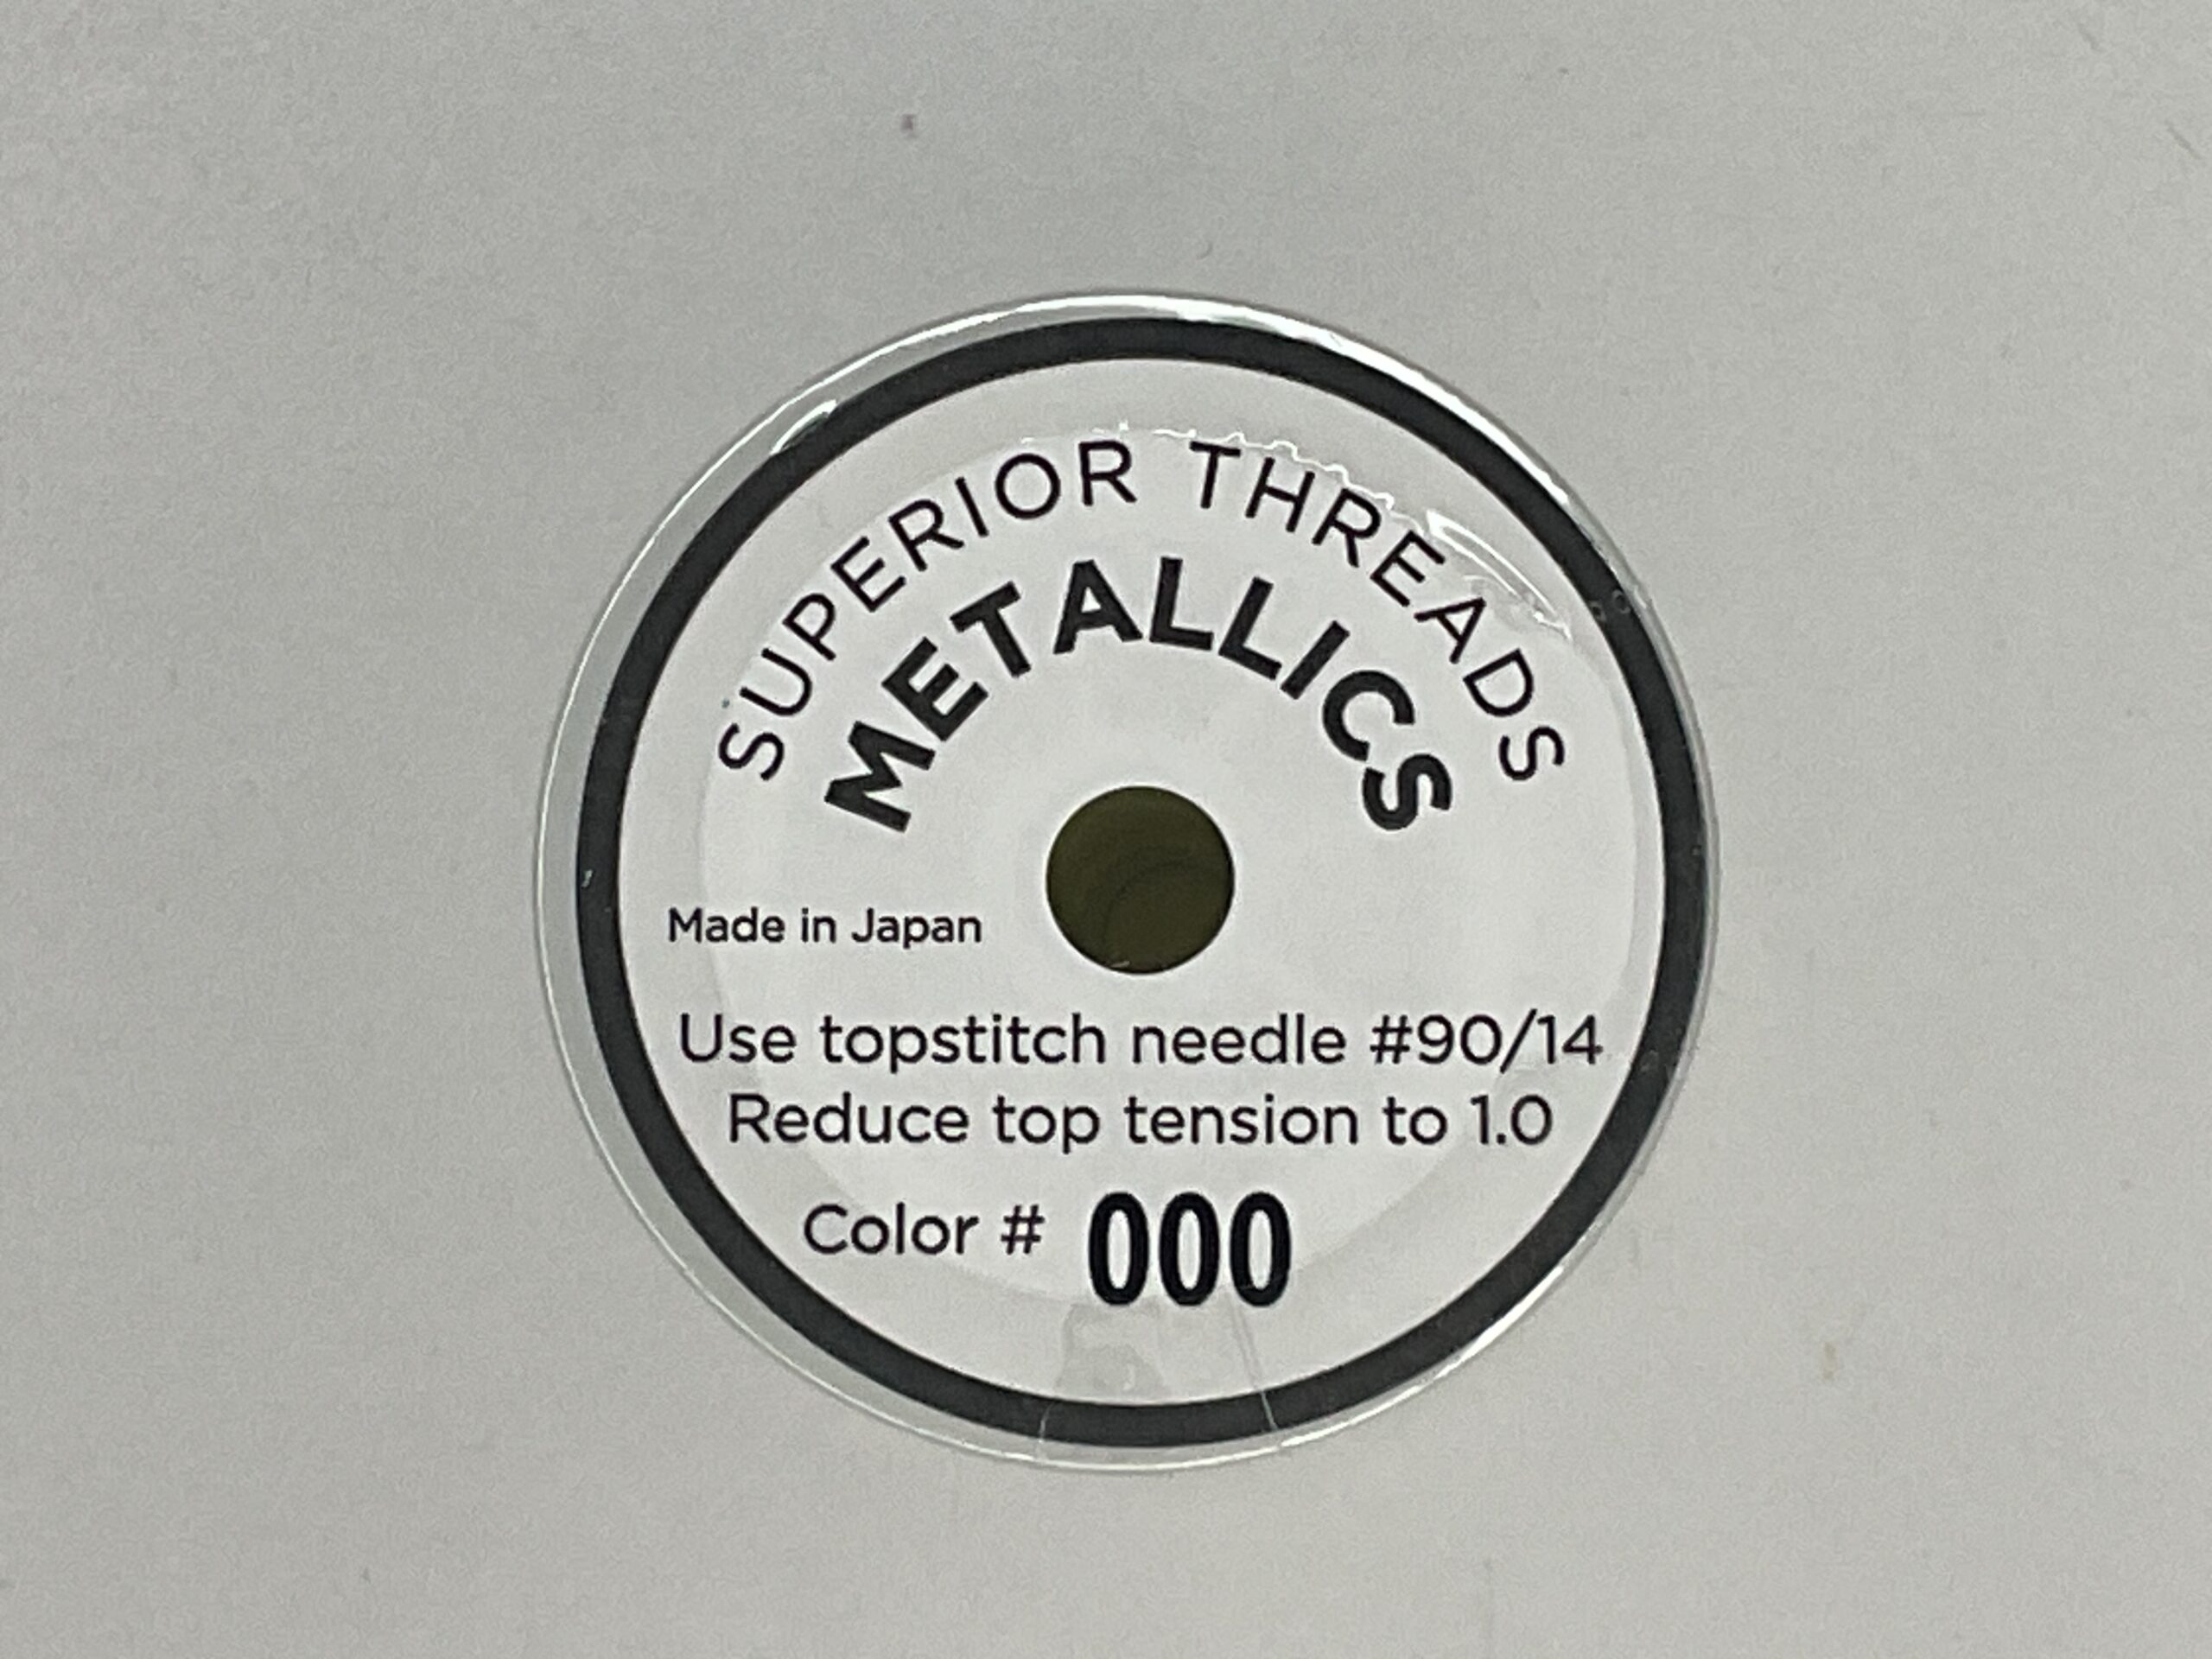 SUPERIOR THREADS
METALLICS
Made in Japan
Use topstitch needle #90/14
Reduce top tension to 1.0
Color # 000